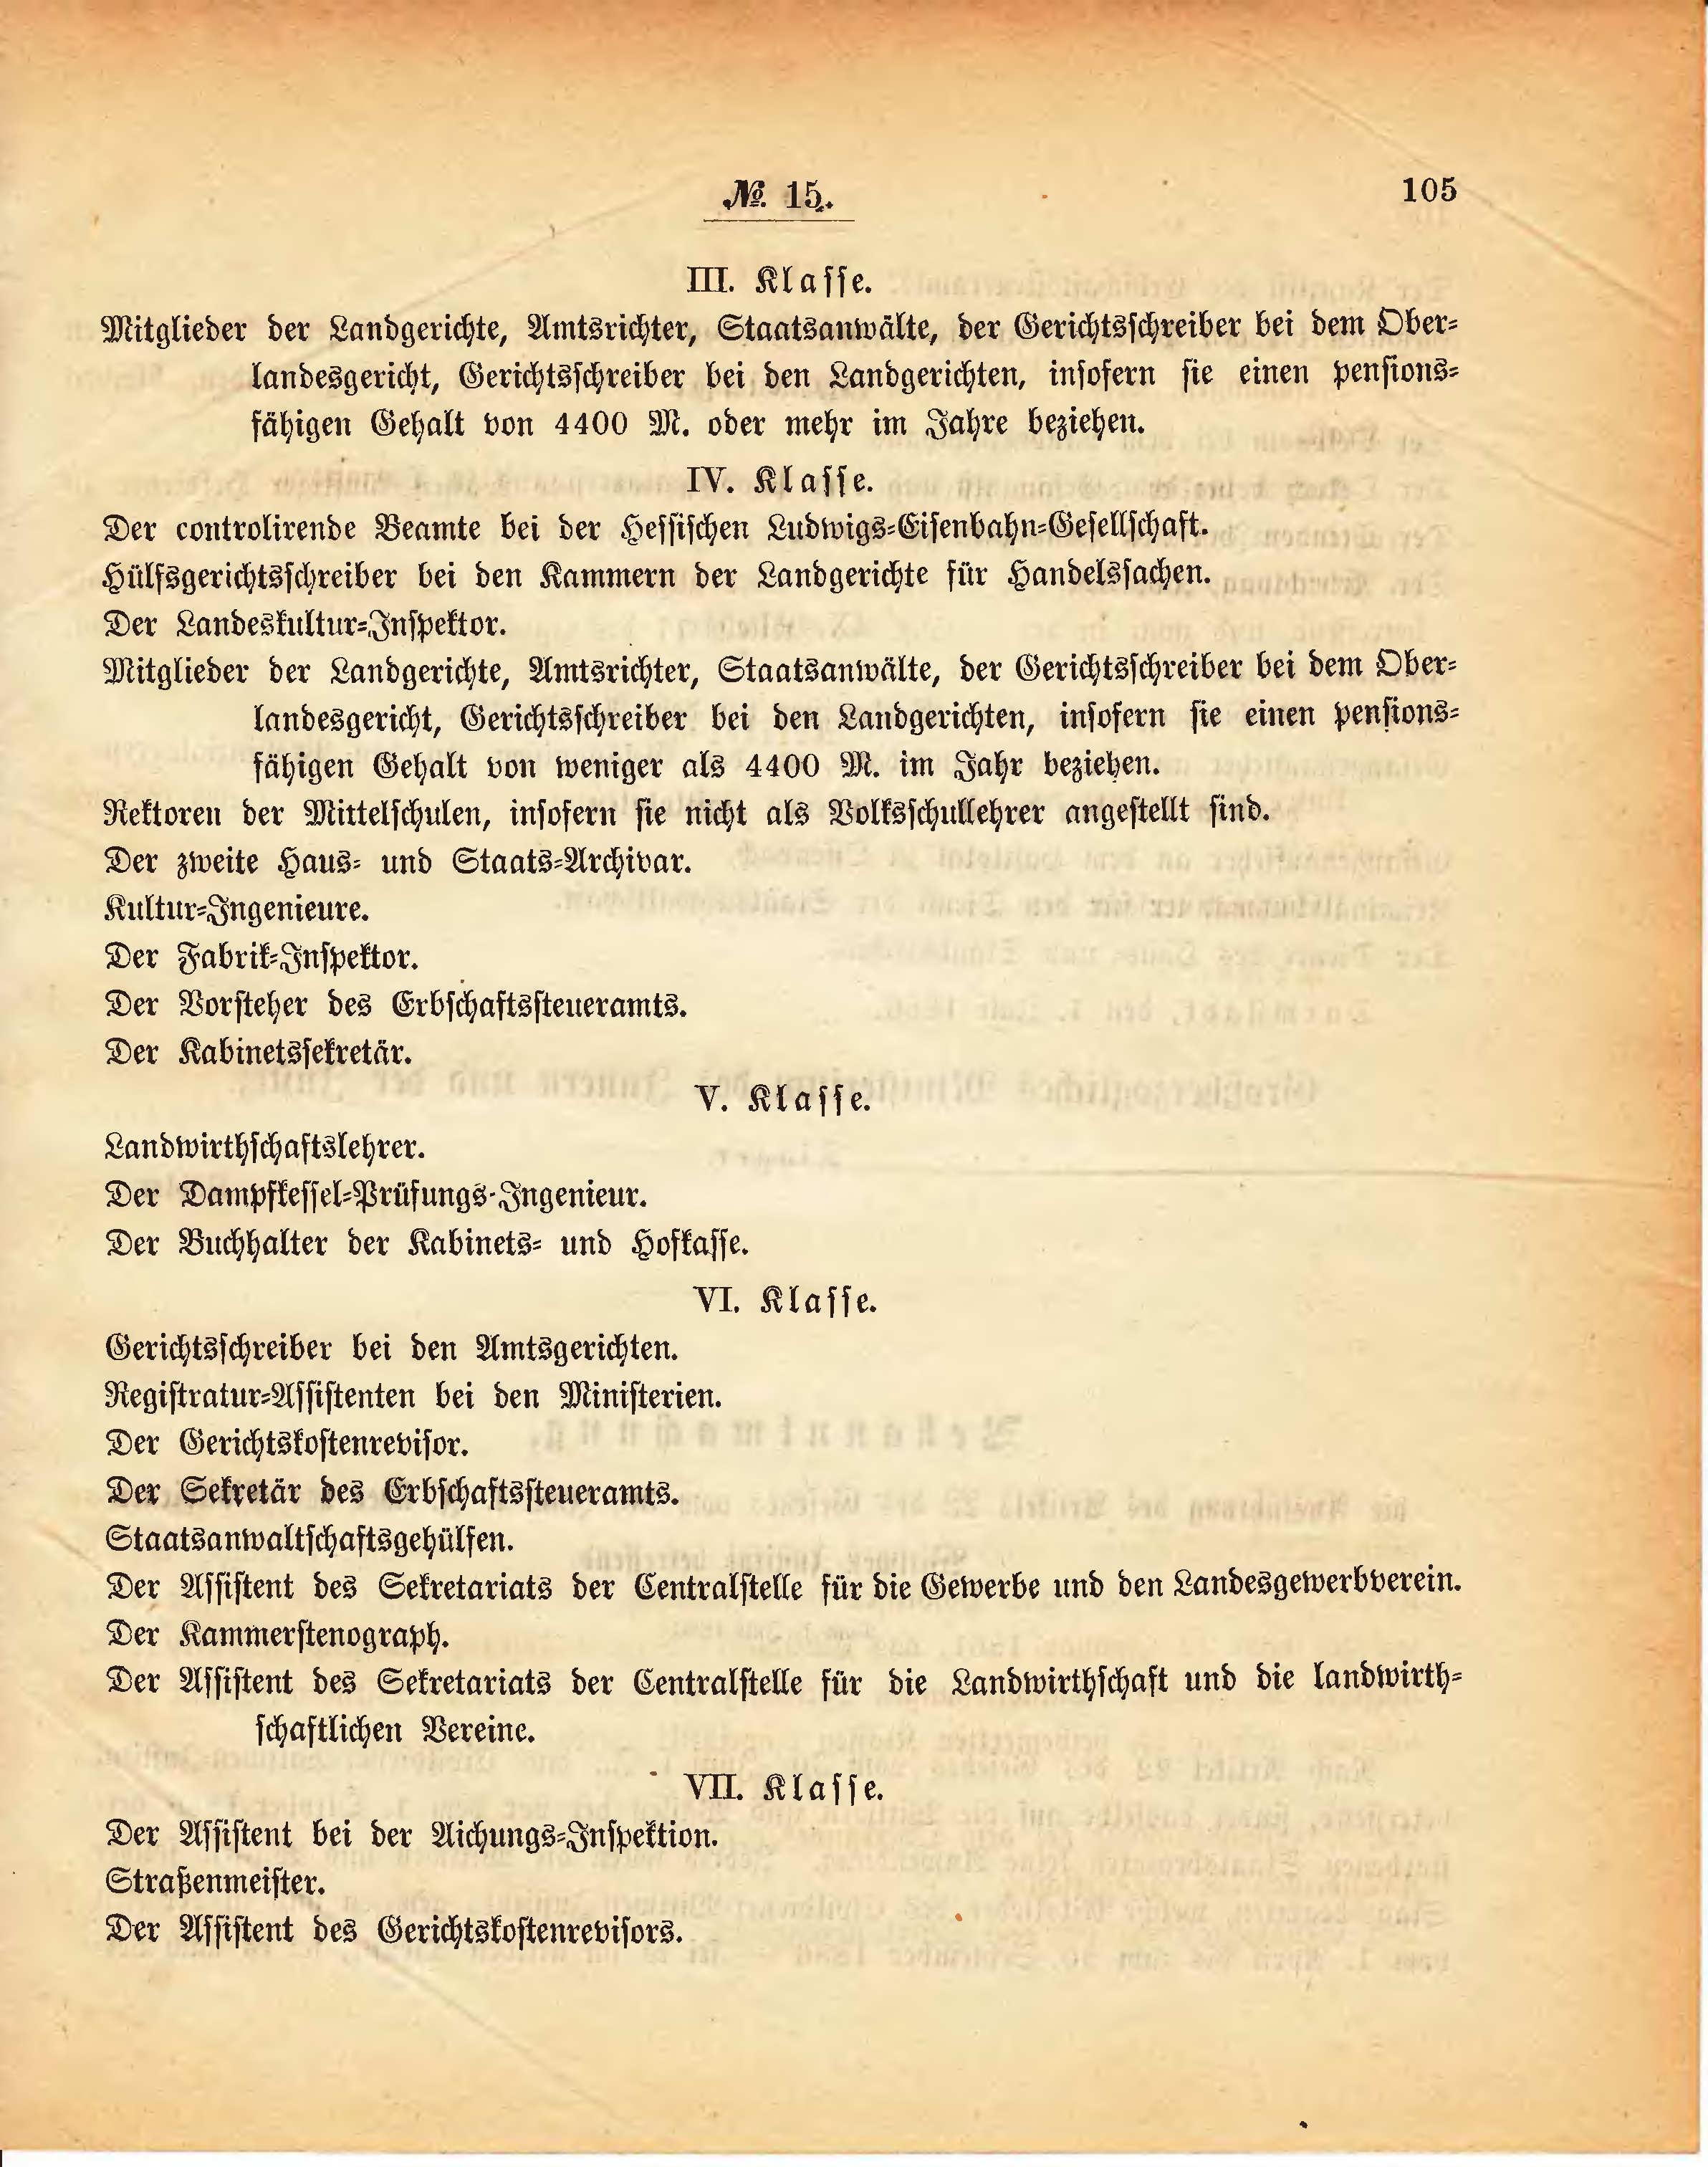 № 15.
105
III. Klasse.
Mitglieder der Landgerichte, Amtsrichter, Staatsanwälte, der Gerichtsschreiber bei dem Ober-
landesgericht, Gerichtsschreiber bei den Landgerichten, insofern sie einen pensions-
fähigen Gehalt von 4400 M. oder mehr im Jahre beziehen.
IV. Klasse.
Der controlirende Beamte bei der Hessischen Ludwigs-Eisenbahn-Gesellschaft.
Hülfsgerichtsschreiber bei den Kammern der Landgerichte für Handelssachen.
Der Landeskultur-Inspektor.
Mitglieder der Landgerichte, Amtsrichter, Staatsanwälte, der Gerichtsschreiber bei dem Ober-
landesgericht, Gerichtsschreiber bei den Landgerichten, insofern sie einen pensions-
fähigen Gehalt von weniger als 4400 M. im Jahr beziehen.
Rektoren der Mittelschulen, insofern sie nicht als Volksschullehrer angestellt sind.
Der zweite Haus- und Staats-Archivar.
Kultur-Ingenieure.
Der Fabrik-Inspektor.
Der Vorsteher des Erbschaftssteueramts.
Der Kabinetssekretär.
V. Klasse.
Landwirthschaftslehrer.
Der Dampfkessel-Prüfungs-Ingenieur.
Der Buchhalter der Kabinets- und Hofkasse.
VI. Klasse.
Gerichtsschreiber bei den Amtsgerichten.
Registratur-Assistenten bei den Ministerien.
Der Gerichtskostenrevisor.
Der Sekretär des Erbschaftssteueramts.
Staatsanwaltschaftsgehülfen.
Der Assistent des Sekretariats der Centralstelle für die Gewerbe und den Landesgewerbverein.
Der Kammerstenograph.
Der Assistent des Sekretariats der Centralstelle für die Landwirthschaft und die landwirth-
schaftlichen Vereine.
VII. Klasse.
Der Assistent bei der Aichungs-Inspektion.
Straßenmeister.
Der Assistent des Gerichtskostenrevisors.